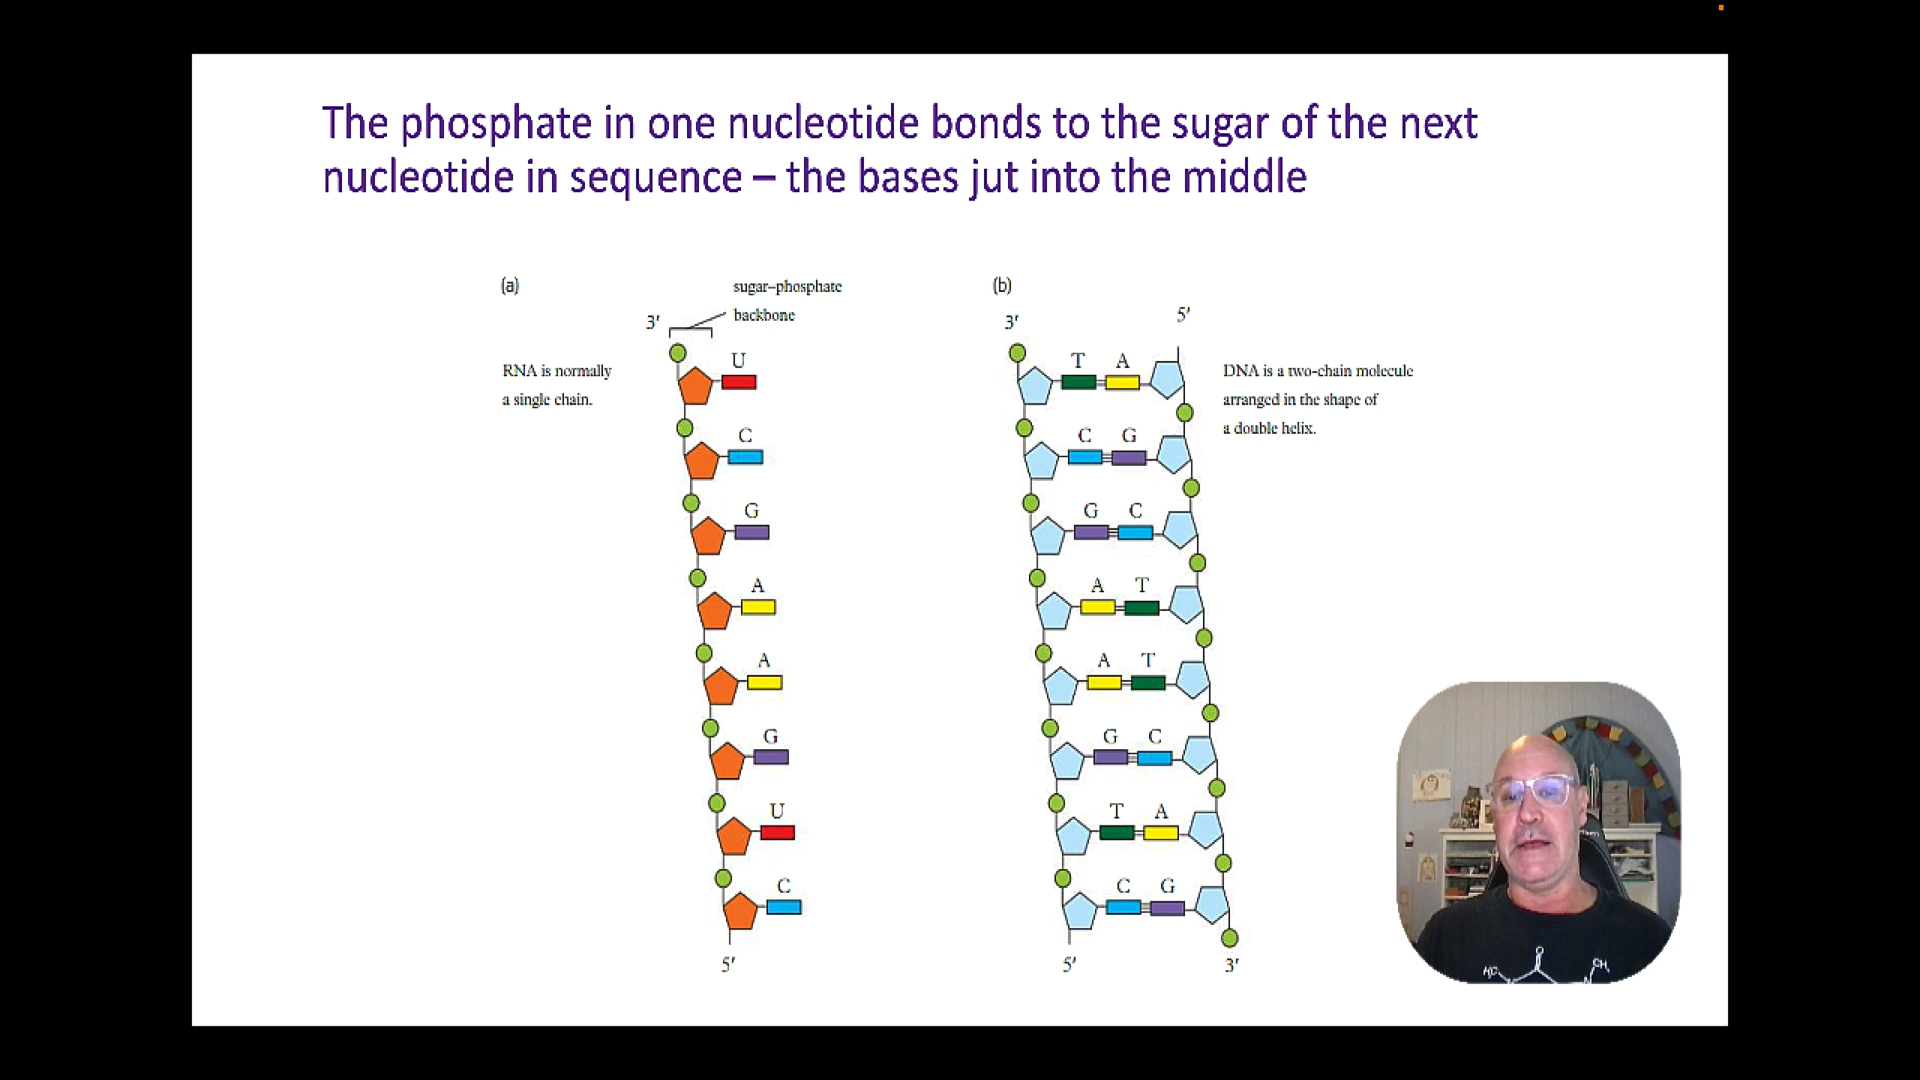 The phosphate in one nucleotide bonds to the sugar of the next
nucleotide in sequence – the bases jut into the middle
(a)
sugar–phosphate
backbone
3′
RNA is normally
a single chain.
U
C
G
A
A
G
U
C
5′
(b)
3′
5′
DNA is a two-chain molecule
arranged in the shape of
a double helix.
T A
C G
G C
A T
A T
G C
T A
C G
5′
3′
HC
N
O
N
CH